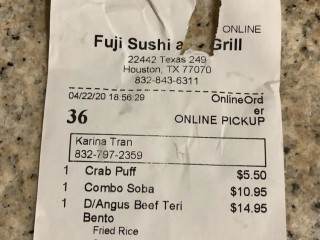 ONLINE
Fuji Sushi a Grill
22442 Texas 249
Houston, TX 77070
832-843-6311
04/22/20 18:56:29 OnlineOrd
er
36 ONLINE PICKUP
Karina Tran
832-797-2359
1 Crab Puff $5.50
1 Combo Soba $10.95
1 D/Angus Beef Teri $14.95
Bento
Fried Rice